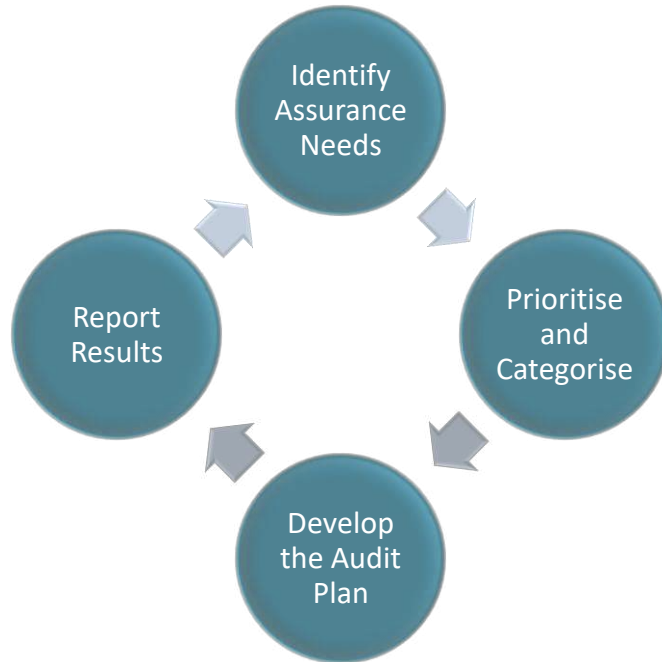 Identify
Assurance
Needs
Prioritise
and
Categorise
Develop
the Audit
Plan
Report
Results